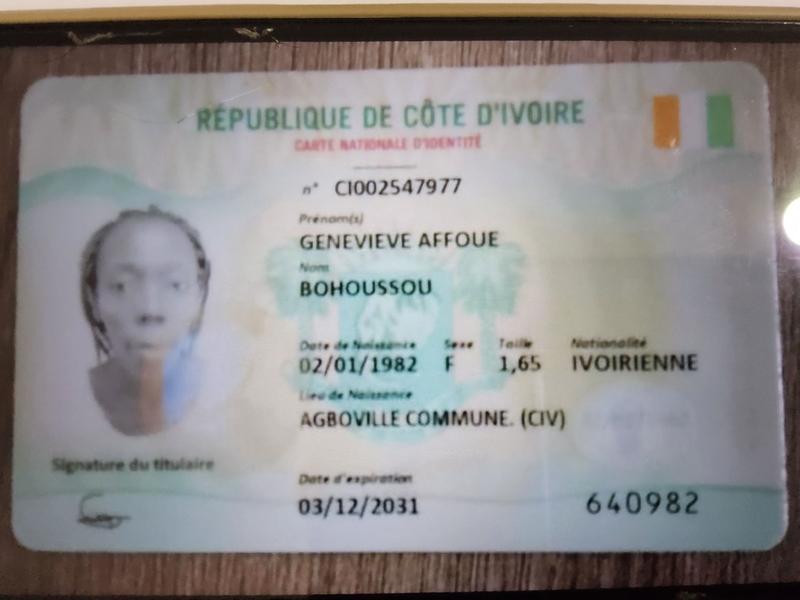 RÉPUBLIQUE DE CÔTE D'IVOIRE
CARTE NATIONALE D'IDENTITÉ
n° CI002547977
Prénom(s)
GENEVIEVE AFFOUE
Nom
BOHOUSSOU
Date de Naissance Sexe Taille Nationalité
02/01/1982 F 1,65 IVOIRIENNE
Lieu de Naissance
AGBOVILLE COMMUNE. (CIV)
Signature du titulaire
Date d'expiration
03/12/2031
640982